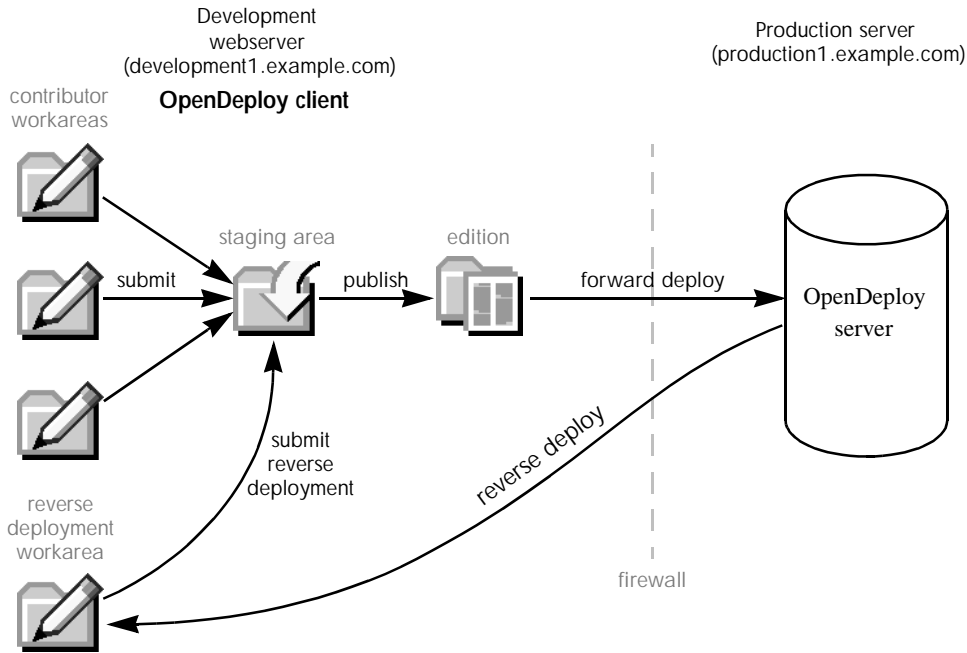 Development
webserver
(development1.example.com)
OpenDeploy client
Production server
(production1.example.com)
contributor
workareas
staging area
edition
submit
publish
forward deploy
OpenDeploy
server
submit
reverse
deployment
reverse deploy
reverse
deployment
workarea
firewall